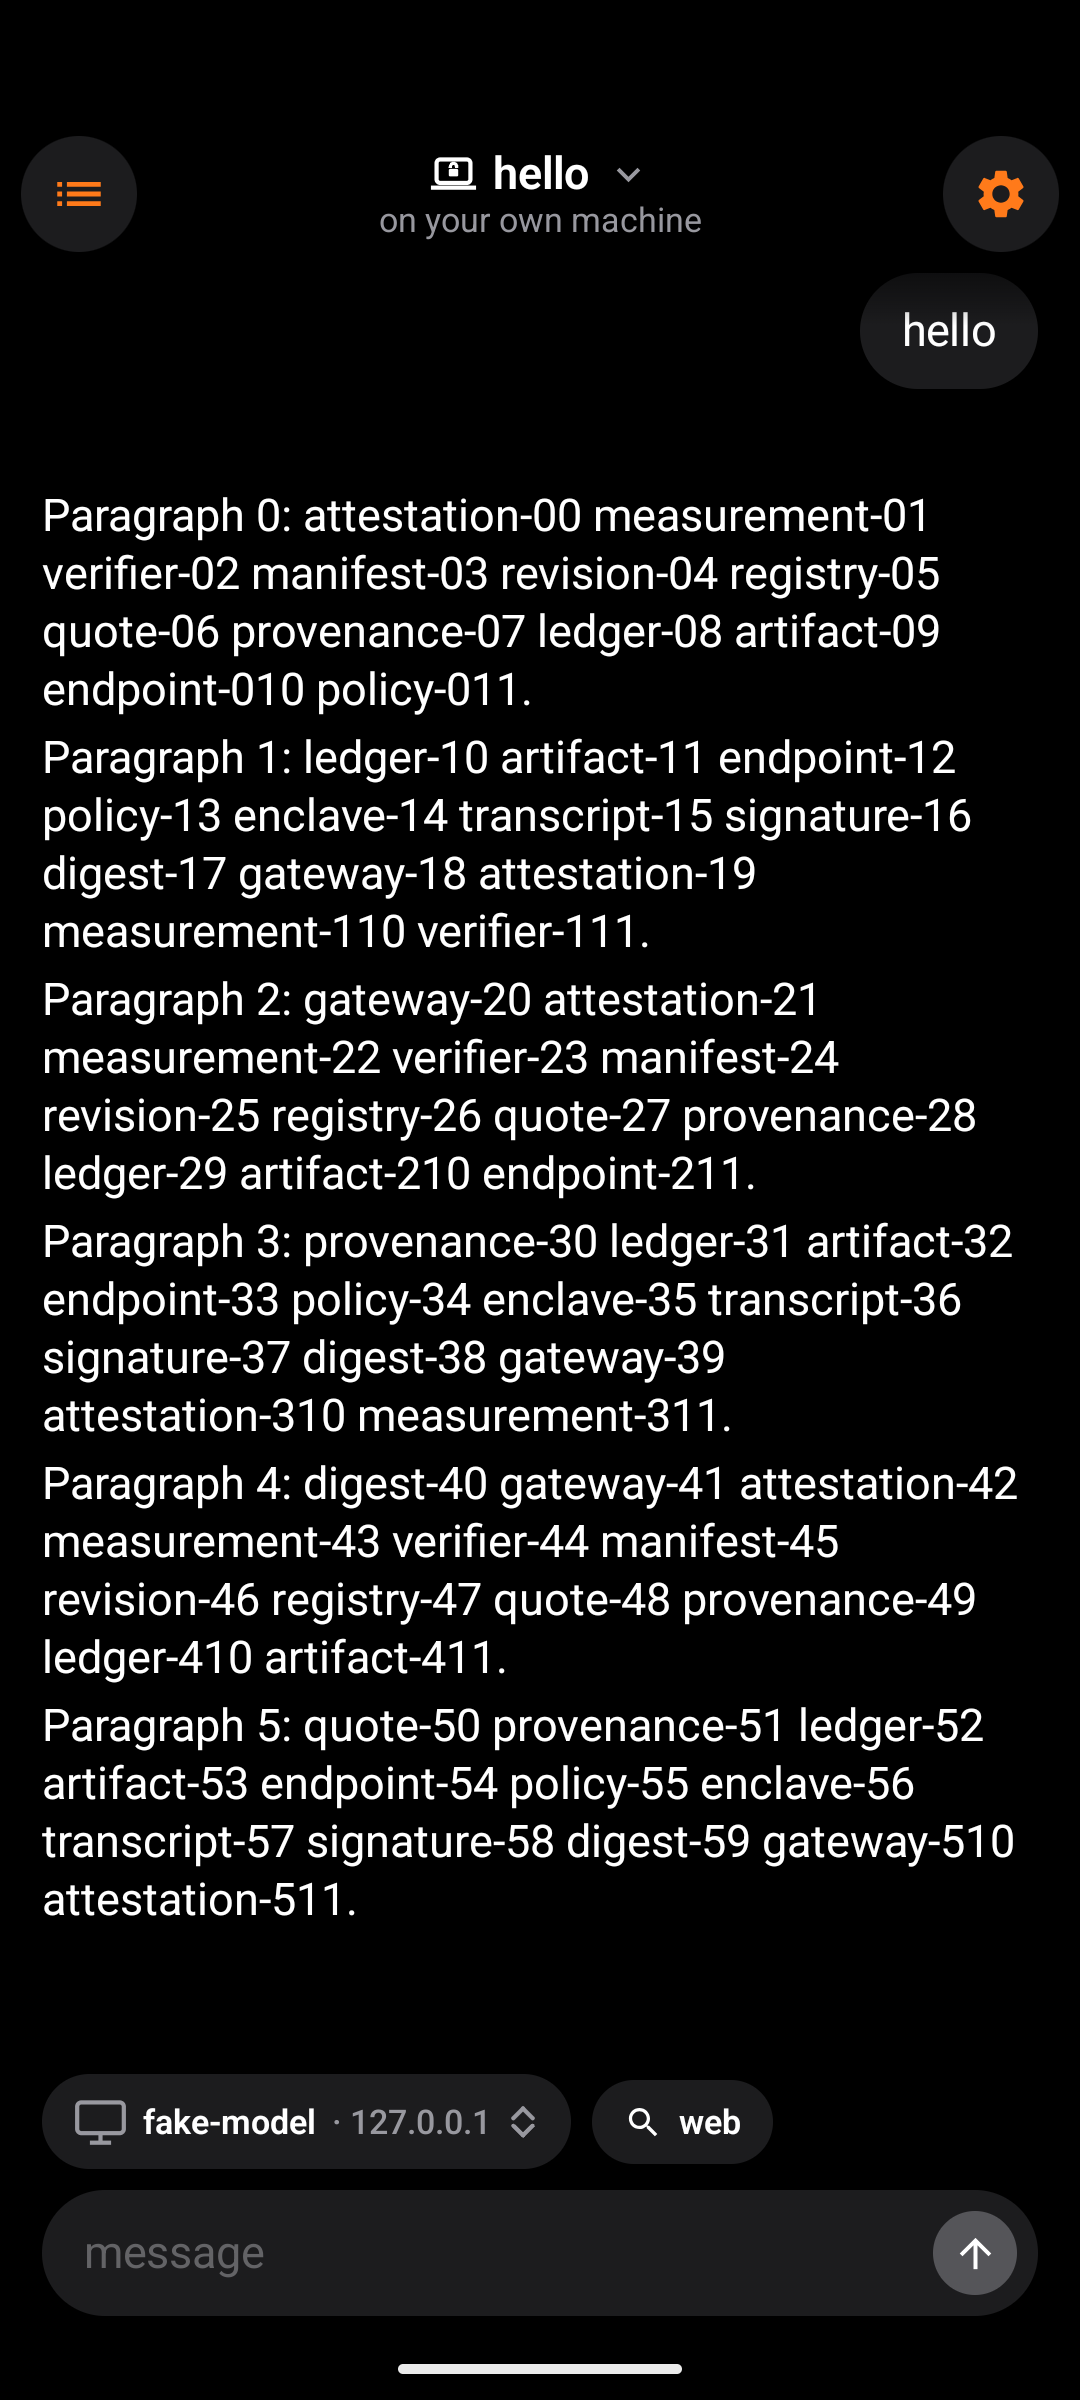 hello
on your own machine
hello
Paragraph 0: attestation-00 measurement-01
verifier-02 manifest-03 revision-04 registry-05
quote-06 provenance-07 ledger-08 artifact-09
endpoint-010 policy-011.
Paragraph 1: ledger-10 artifact-11 endpoint-12
policy-13 enclave-14 transcript-15 signature-16
digest-17 gateway-18 attestation-19
measurement-110 verifier-111.
Paragraph 2: gateway-20 attestation-21
measurement-22 verifier-23 manifest-24
revision-25 registry-26 quote-27 provenance-28
ledger-29 artifact-210 endpoint-211.
Paragraph 3: provenance-30 ledger-31 artifact-32
endpoint-33 policy-34 enclave-35 transcript-36
signature-37 digest-38 gateway-39
attestation-310 measurement-311.
Paragraph 4: digest-40 gateway-41 attestation-42
measurement-43 verifier-44 manifest-45
revision-46 registry-47 quote-48 provenance-49
ledger-410 artifact-411.
Paragraph 5: quote-50 provenance-51 ledger-52
artifact-53 endpoint-54 policy-55 enclave-56
transcript-57 signature-58 digest-59 gateway-510
attestation-511.
fake-model · 127.0.0.1 web
message